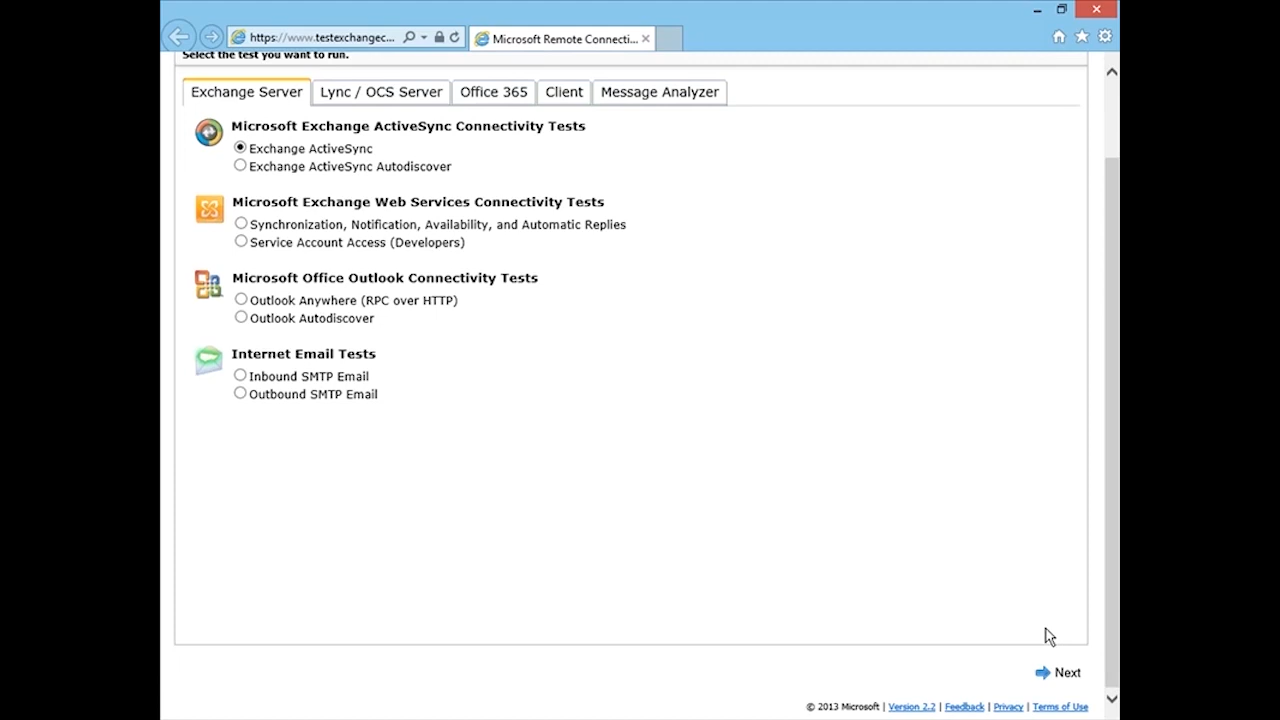 https://www.testexchangec...
Microsoft Remote Connecti...
Select the test you want to run.
Exchange Server
Lync / OCS Server
Office 365
Client
Message Analyzer
Microsoft Exchange ActiveSync Connectivity Tests
Exchange ActiveSync
Exchange ActiveSync Autodiscover
Microsoft Exchange Web Services Connectivity Tests
Synchronization, Notification, Availability, and Automatic Replies
Service Account Access (Developers)
Microsoft Office Outlook Connectivity Tests
Outlook Anywhere (RPC over HTTP)
Outlook Autodiscover
Internet Email Tests
Inbound SMTP Email
Outbound SMTP Email
Next
© 2013 Microsoft | Version 2.2 | Feedback | Privacy | Terms of Use